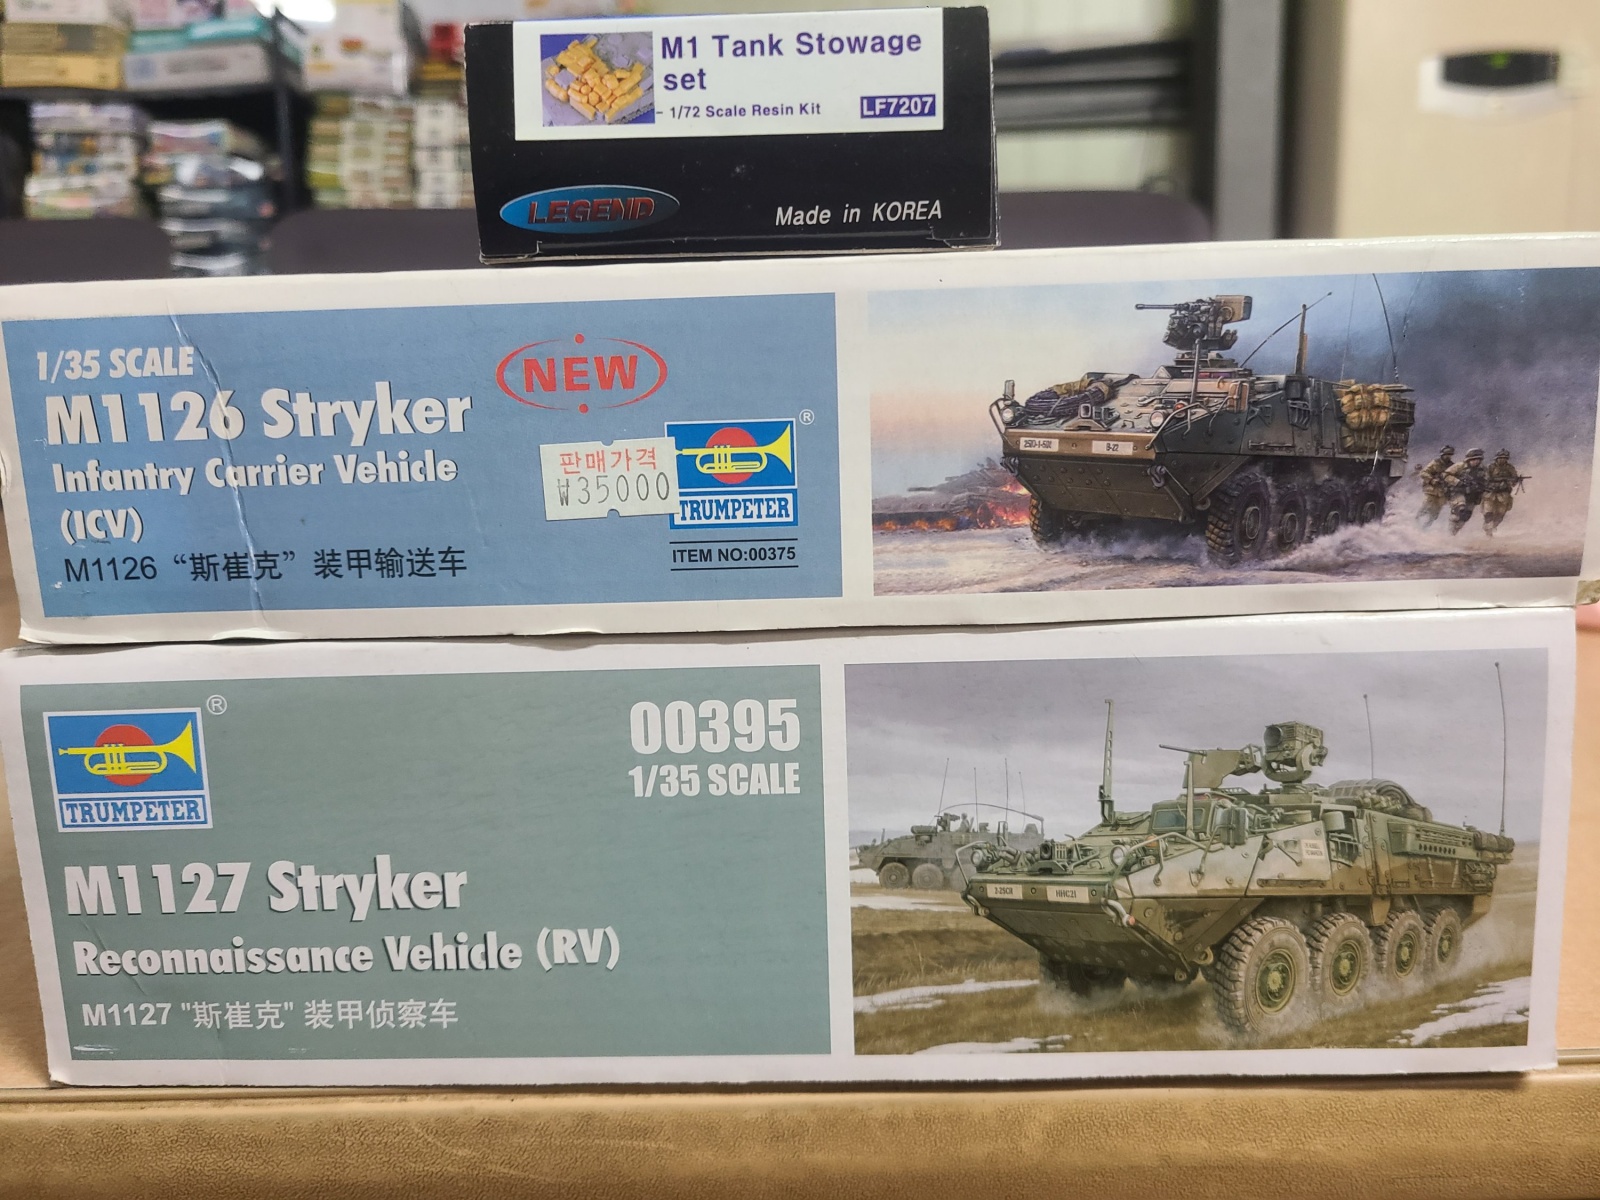 M1 Tank Stowage
set
- 1/72 Scale Resin Kit LF7207
LEGEND
Made in KOREA
1/35 SCALE
M1126 Stryker
Infantry Carrier Vehicle
(ICV)
M1126 “斯崔克” 装甲输送车
NEW
판매가격
₩35000
®
TRUMPETER
ITEM NO:00375
B-22
®
TRUMPETER
00395
1/35 SCALE
M1127 Stryker
Reconnaissance Vehicle (RV)
M1127 "斯崔克" 装甲侦察车
HHC21